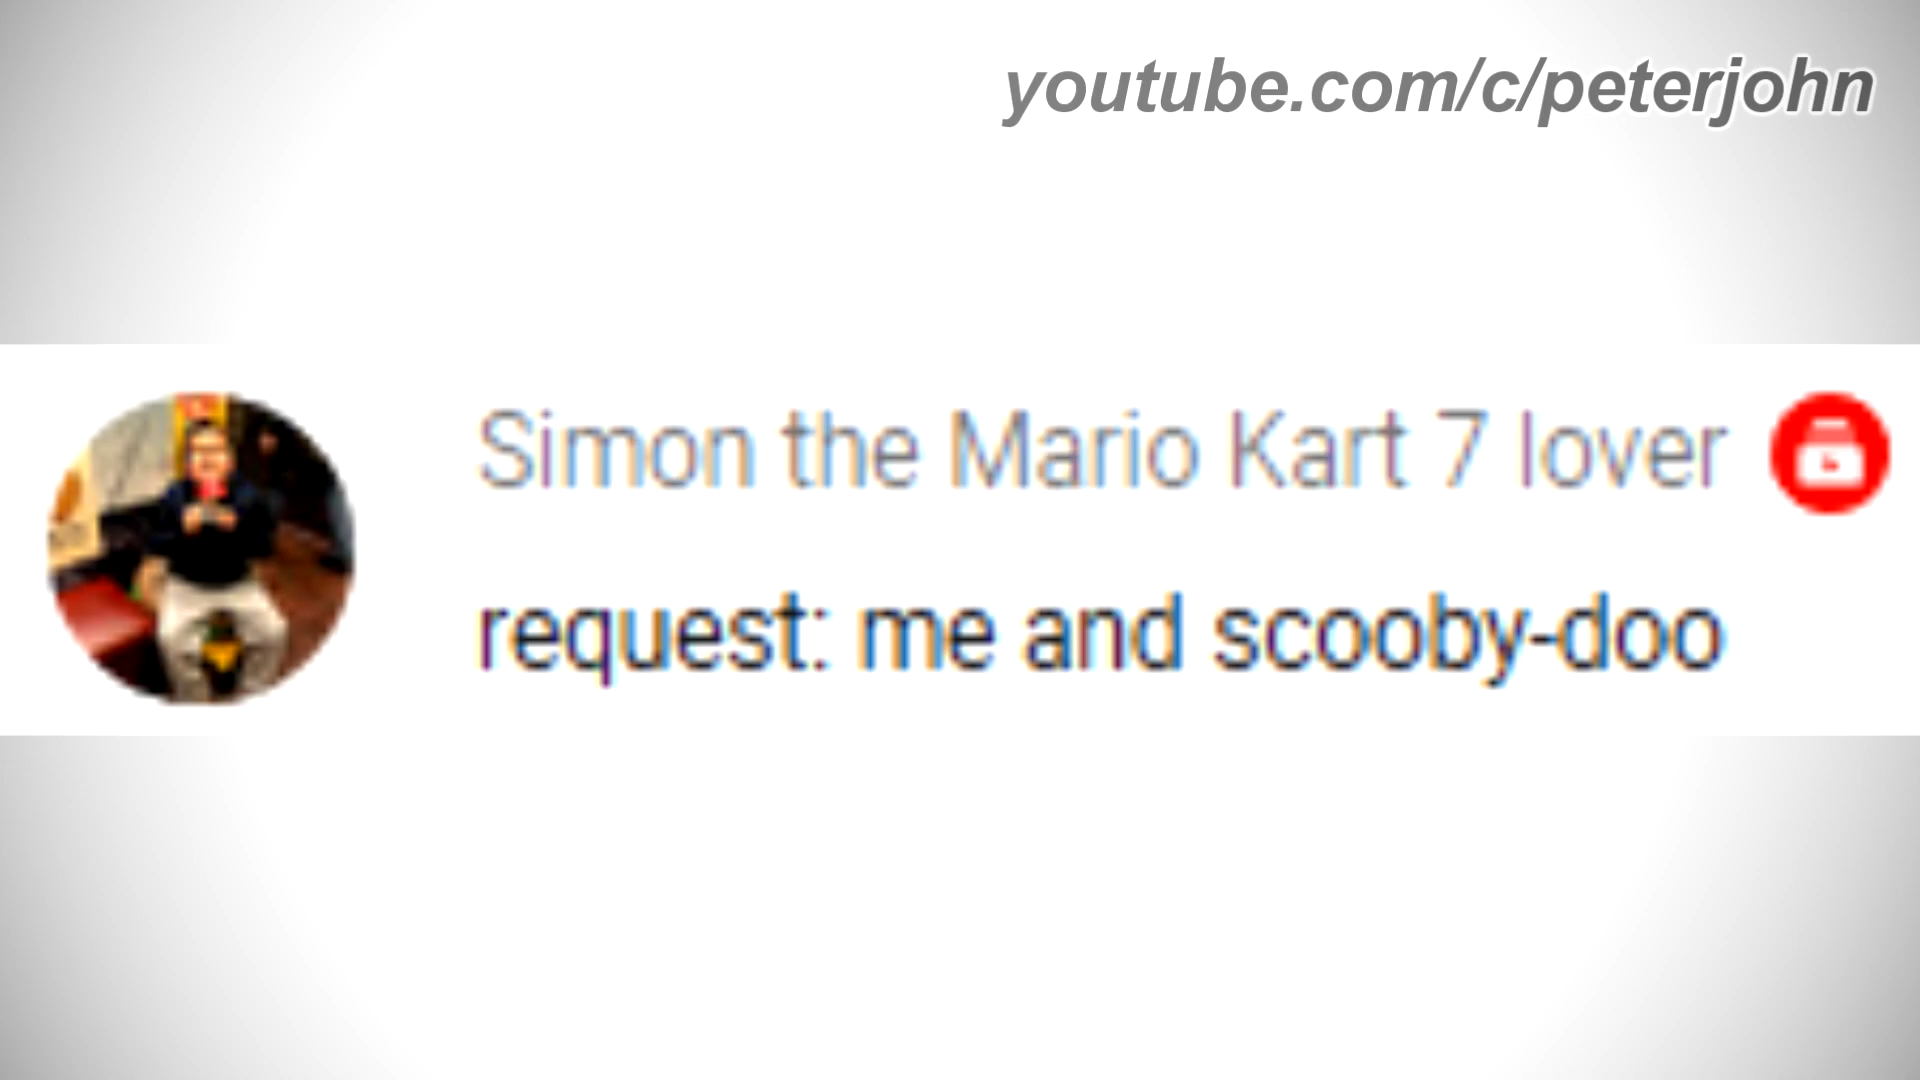 youtube.com/c/peterjohn
Simon the Mario Kart 7 lover
request: me and scooby-doo